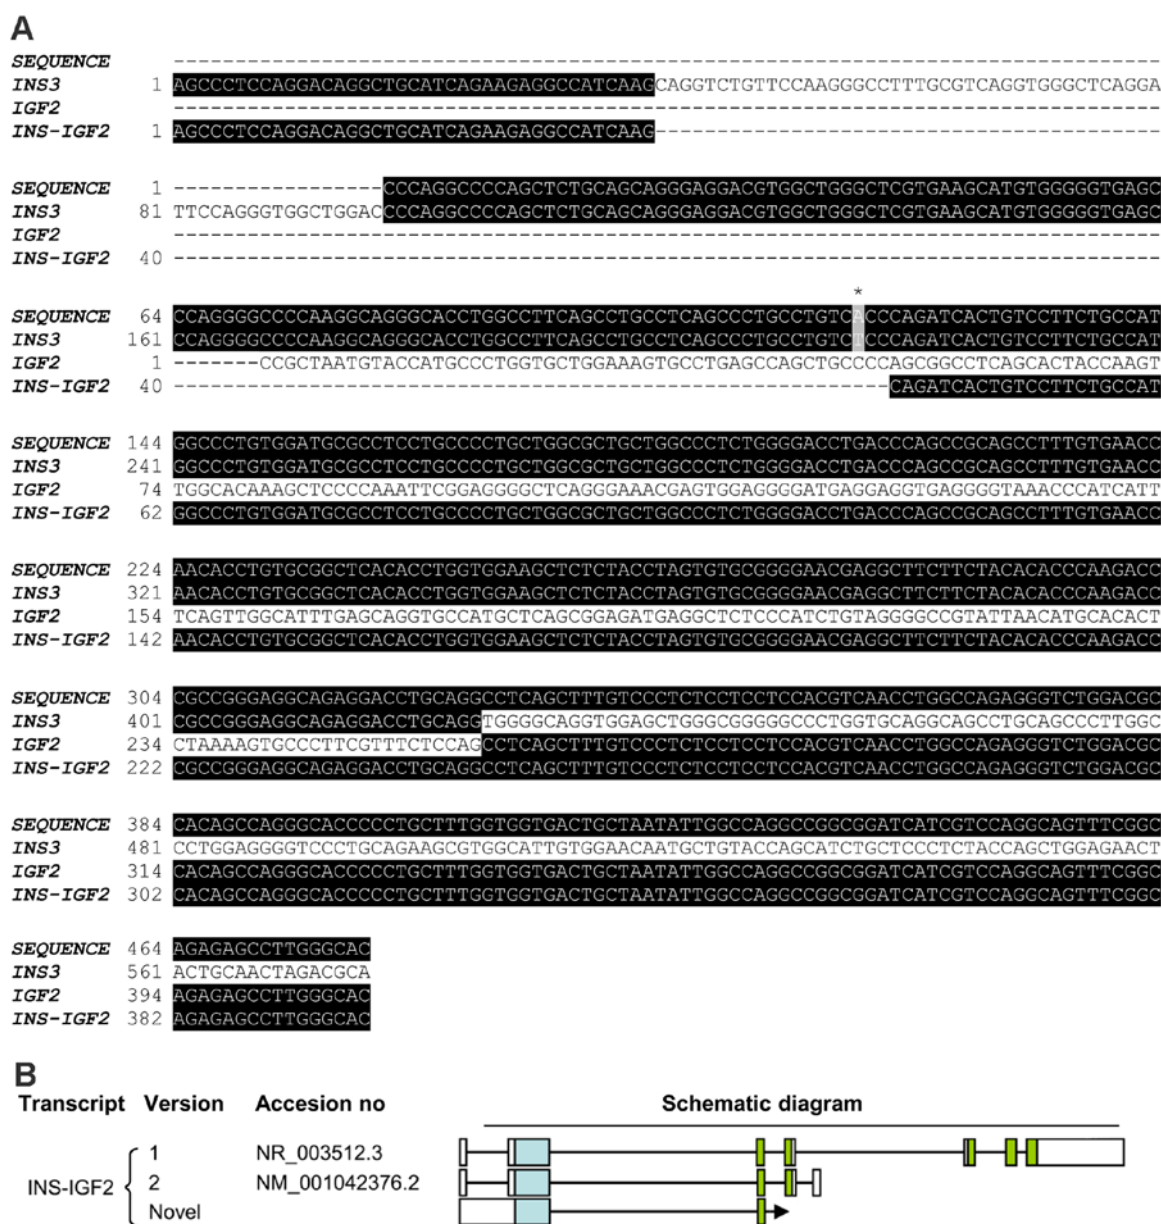 A
SEQUENCE --------------------------------------------------------------------------------
INS3 1 AGCCCTCCAGGACAGGCTGCATCAGAAGAGGCCATCAAGCAGGTCTGTTCCAAGGGCCTTTGCGTCAGGTGGGCTCAGGA
IGF2 --------------------------------------------------------------------------------
INS-IGF2 1 AGCCCTCCAGGACAGGCTGCATCAGAAGAGGCCATCAAG-----------------------------------------
SEQUENCE 1 -----------------CCCAGGCCCCAGCTCTGCAGCAGGGAGGACGTGGCTGGGCTCGTGAAGCATGTGGGGGTGAGC
INS3 81 TTCCAGGGTGGCTGGACCCCAGGCCCCAGCTCTGCAGCAGGGAGGACGTGGCTGGGCTCGTGAAGCATGTGGGGGTGAGC
IGF2 --------------------------------------------------------------------------------
INS-IGF2 40 --------------------------------------------------------------------------------
*
SEQUENCE 64 CCAGGGGCCCCAAGGCAGGGCACCTGGCCTTCAGCCTGCCTCAGCCCTGCCTGTCACCCAGATCACTGTCCTTCTGCCAT
INS3 161 CCAGGGGCCCCAAGGCAGGGCACCTGGCCTTCAGCCTGCCTCAGCCCTGCCTGTCTCCCAGATCACTGTCCTTCTGCCAT
IGF2 1 -------CCGCTAATGTACCATGCCCTGGTGCTGGAAAGTGCCTGAGCCAGCTGCCCCAGCGGCCTCAGCACTACCAAGT
INS-IGF2 40 ----------------------------------------------------------CAGATCACTGTCCTTCTGCCAT
SEQUENCE 144 GGCCCTGTGGATGCGCCTCCTGCCCCTGCTGGCGCTGCTGGCCCTCTGGGGACCTGACCCAGCCGCAGCCTTTGTGAACC
INS3 241 GGCCCTGTGGATGCGCCTCCTGCCCCTGCTGGCGCTGCTGGCCCTCTGGGGACCTGACCCAGCCGCAGCCTTTGTGAACC
IGF2 74 TGGCACAAAGCTCCCCAAATTCGGAGGGGCTCAGGGAAACGAGTGGAGGGGATGAGGAGGTGAGGGGTAAACCCATCATT
INS-IGF2 62 GGCCCTGTGGATGCGCCTCCTGCCCCTGCTGGCGCTGCTGGCCCTCTGGGGACCTGACCCAGCCGCAGCCTTTGTGAACC
SEQUENCE 224 AACACCTGTGCGGCTCACACCTGGTGGAAGCTCTCTACCTAGTGTGCGGGGAACGAGGCTTCTTCTACACACCCAAGACC
INS3 321 AACACCTGTGCGGCTCACACCTGGTGGAAGCTCTCTACCTAGTGTGCGGGGAACGAGGCTTCTTCTACACACCCAAGACC
IGF2 154 TCAGTTGGCATTTGAGCAGGTGCCATGCTCAGCGGAGATGAGGCTCTCCCATCTGTAGGGGCCGTATTAACATGCACACT
INS-IGF2 142 AACACCTGTGCGGCTCACACCTGGTGGAAGCTCTCTACCTAGTGTGCGGGGAACGAGGCTTCTTCTACACACCCAAGACC
SEQUENCE 304 CGCCGGGAGGCAGAGGACCTGCAGGCCTCAGCTTTGTCCCTCTCCTCCTCCACGTCAACCTGGCCAGAGGGTCTGGACGC
INS3 401 CGCCGGGAGGCAGAGGACCTGCAGGTGGGGCAGGTGGAGCTGGGCGGGGGCCCTGGTGCAGGCAGCCTGCAGCCCTTGGC
IGF2 234 CTAAAAGTGCCCTTCGTTTCTCCAGCCTCAGCTTTGTCCCTCTCCTCCTCCACGTCAACCTGGCCAGAGGGTCTGGACGC
INS-IGF2 222 CGCCGGGAGGCAGAGGACCTGCAGGCCTCAGCTTTGTCCCTCTCCTCCTCCACGTCAACCTGGCCAGAGGGTCTGGACGC
SEQUENCE 384 CACAGCCAGGGCACCCCCTGCTTTGGTGGTGACTGCTAATATTGGCCAGGCCGGCGGATCATCGTCCAGGCAGTTTCGGC
INS3 481 CCTGGAGGGGTCCCTGCAGAAGCGTGGCATTGTGGAACAATGCTGTACCAGCATCTGCTCCCTCTACCAGCTGGAGAACT
IGF2 314 CACAGCCAGGGCACCCCCTGCTTTGGTGGTGACTGCTAATATTGGCCAGGCCGGCGGATCATCGTCCAGGCAGTTTCGGC
INS-IGF2 302 CACAGCCAGGGCACCCCCTGCTTTGGTGGTGACTGCTAATATTGGCCAGGCCGGCGGATCATCGTCCAGGCAGTTTCGGC
SEQUENCE 464 AGAGAGCCTTGGGCAC
INS3 561 ACTGCAACTAGACGCA
IGF2 394 AGAGAGCCTTGGGCAC
INS-IGF2 382 AGAGAGCCTTGGGCAC
B
Transcript Version Accesion no Schematic diagram
INS-IGF2
1 NR_003512.3
2 NM_001042376.2
Novel